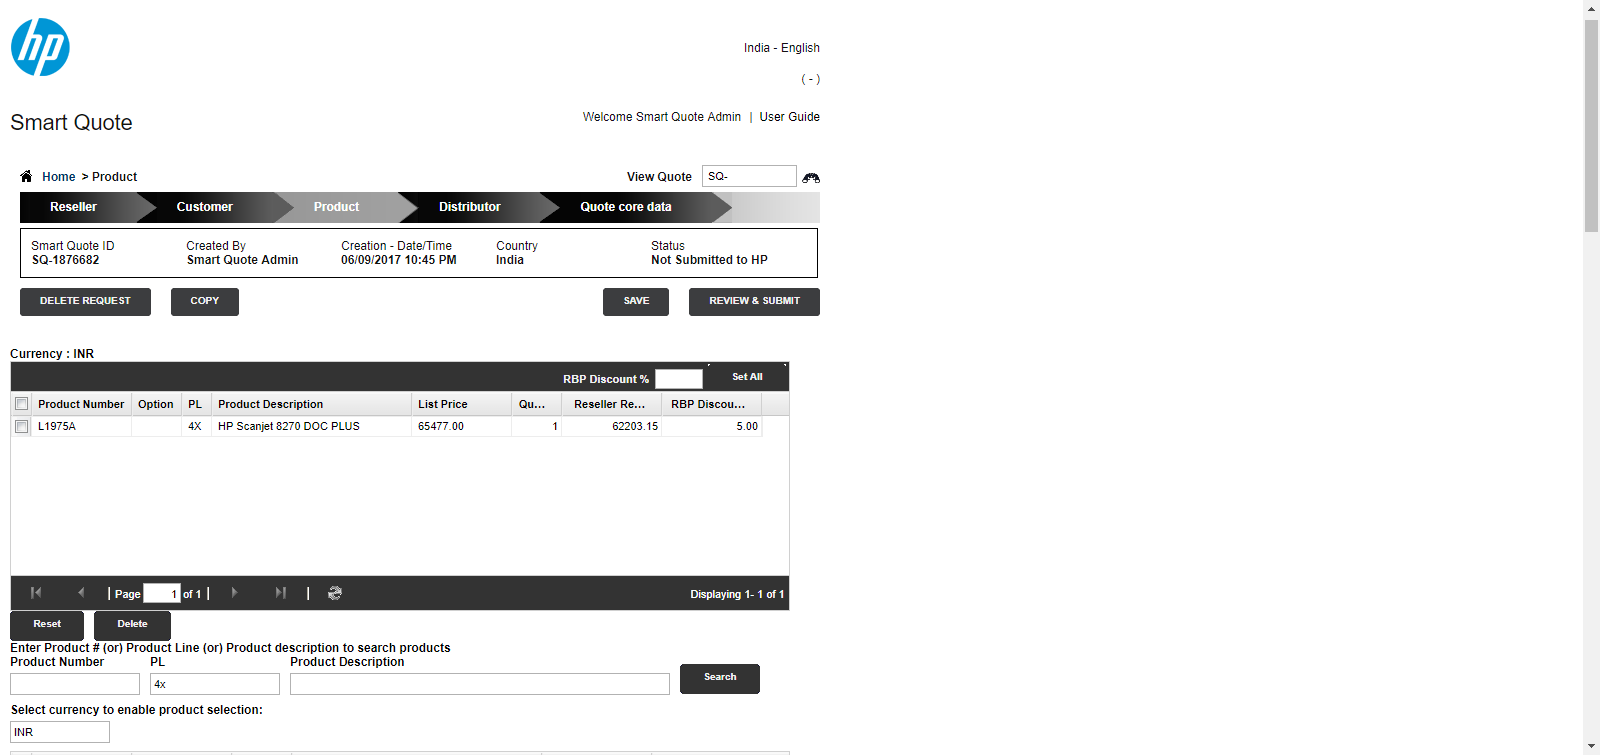 hp
India - English
( - )
Smart Quote
Welcome Smart Quote Admin | User Guide
Home > Product
View Quote SQ-
Reseller Customer Product Distributor Quote core data
Smart Quote ID Created By Creation - Date/Time Country Status
SQ-1876682 Smart Quote Admin 06/09/2017 10:45 PM India Not Submitted to HP
DELETE REQUEST COPY SAVE REVIEW & SUBMIT
Currency : INR
RBP Discount % Set All
Product Number Option PL Product Description List Price Qu... Reseller Re... RBP Discou...
L1975A 4X HP Scanjet 8270 DOC PLUS 65477.00 1 62203.15 5.00
| Page 1 of 1 | | Displaying 1- 1 of 1
Reset Delete
Enter Product # (or) Product Line (or) Product description to search products
Product Number PL Product Description
4x Search
Select currency to enable product selection:
INR